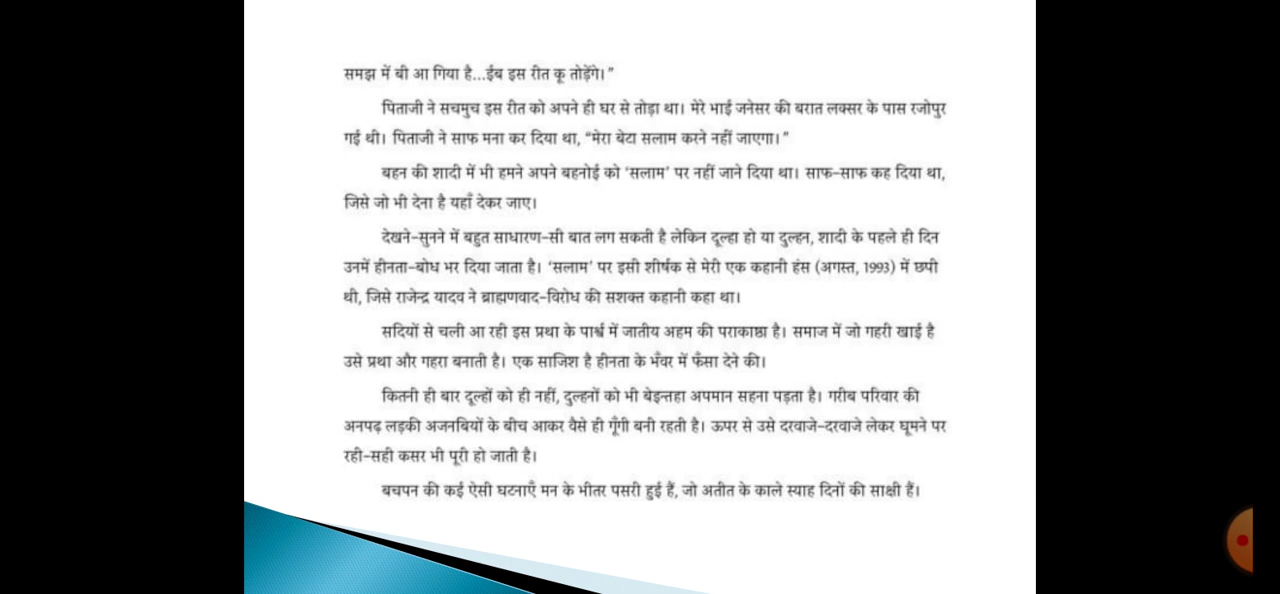 समझ में बी आ गिया है...ईब इस रीत कू तोड़ेंगे।”
पिताजी ने सचमुच इस रीत को अपने ही घर से तोड़ा था। मेरे भाई जनेसर की बरात लक्सर के पास रजोपुर
गई थी। पिताजी ने साफ मना कर दिया था, “मेरा बेटा सलाम करने नहीं जाएगा।”
बहन की शादी में भी हमने अपने बहनोई को ‘सलाम’ पर नहीं जाने दिया था। साफ-साफ कह दिया था,
जिसे जो भी देना है यहाँ देकर जाए।
देखने-सुनने में बहुत साधारण-सी बात लग सकती है लेकिन दूल्हा हो या दुल्हन, शादी के पहले ही दिन
उनमें हीनता-बोध भर दिया जाता है। ‘सलाम’ पर इसी शीर्षक से मेरी एक कहानी हंस (अगस्त, 1993) में छपी
थी, जिसे राजेन्द्र यादव ने ब्राह्मणवाद-विरोध की सशक्त कहानी कहा था।
सदियों से चली आ रही इस प्रथा के पार्श्व में जातीय अहम की पराकाष्ठा है। समाज में जो गहरी खाई है
उसे प्रथा और गहरा बनाती है। एक साजिश है हीनता के भँवर में फँसा देने की।
कितनी ही बार दूल्हों को ही नहीं, दुल्हनों को भी बेइन्तहा अपमान सहना पड़ता है। गरीब परिवार की
अनपढ़ लड़की अजनबियों के बीच आकर वैसे ही गूँगी बनी रहती है। ऊपर से उसे दरवाजे-दरवाजे लेकर घूमने पर
रही-सही कसर भी पूरी हो जाती है।
बचपन की कई ऐसी घटनाएँ मन के भीतर पसरी हुई हैं, जो अतीत के काले स्याह दिनों की साक्षी हैं।